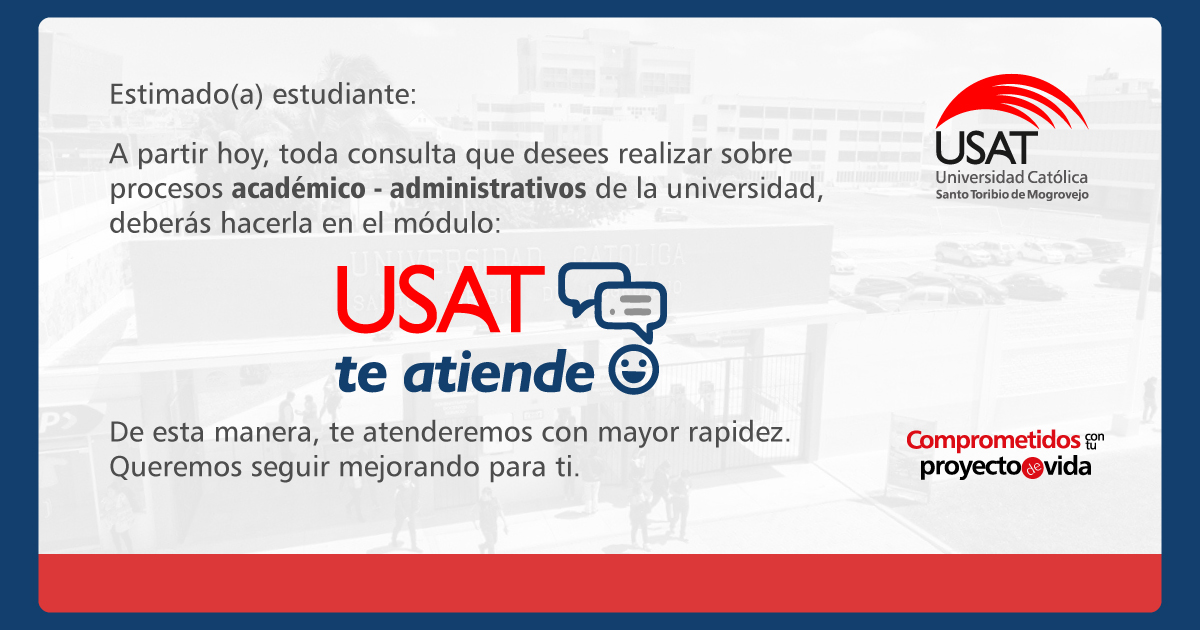 Estimado(a) estudiante:
A partir hoy, toda consulta que desees realizar sobre
procesos académico - administrativos de la universidad,
deberás hacerla en el módulo:
USAT
te atiende
De esta manera, te atenderemos con mayor rapidez.
Queremos seguir mejorando para ti.
USAT
Universidad Católica
Santo Toribio de Mogrovejo
Comprometidos con tu
proyecto de vida
UNIVERSIDAD CATOLICA